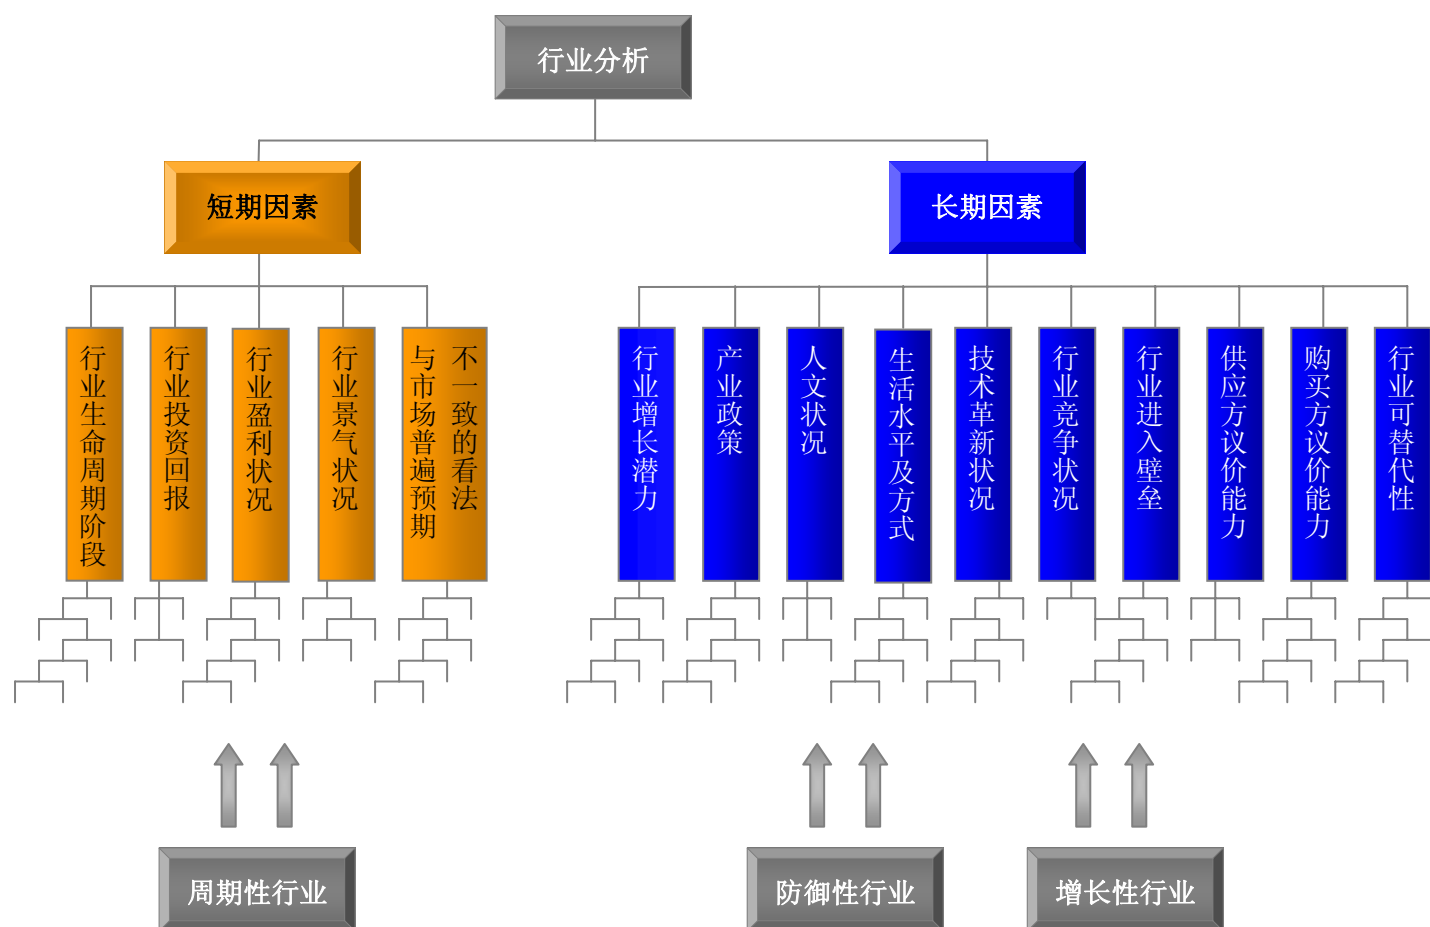 行业分析
短期因素
长期因素
行业生命周期阶段
行业投资回报
行业盈利状况
行业景气状况
与市场普遍预期
不一致的看法
行业增长潜力
产业政策
人文状况
生活水平及方式
技术革新状况
行业竞争状况
行业进入壁垒
供应方议价能力
购买方议价能力
行业可替代性
周期性行业
防御性行业
增长性行业